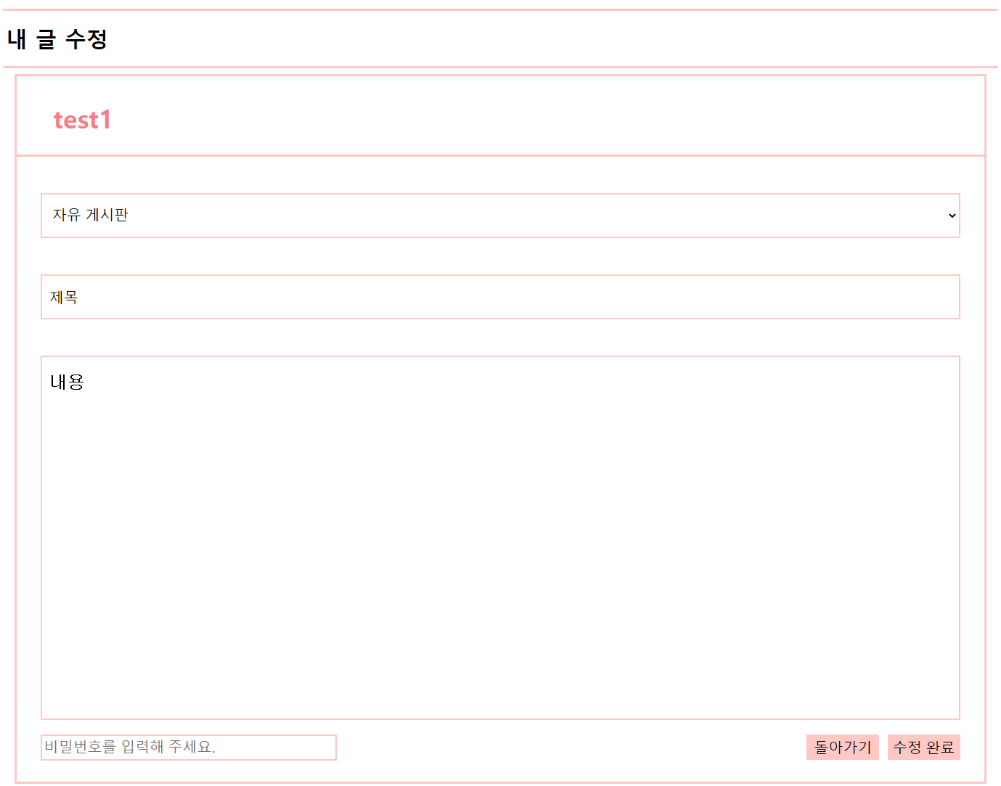 내 글 수정
test1
자유 게시판
제목
내용
비밀번호를 입력해 주세요.
돌아가기 수정 완료